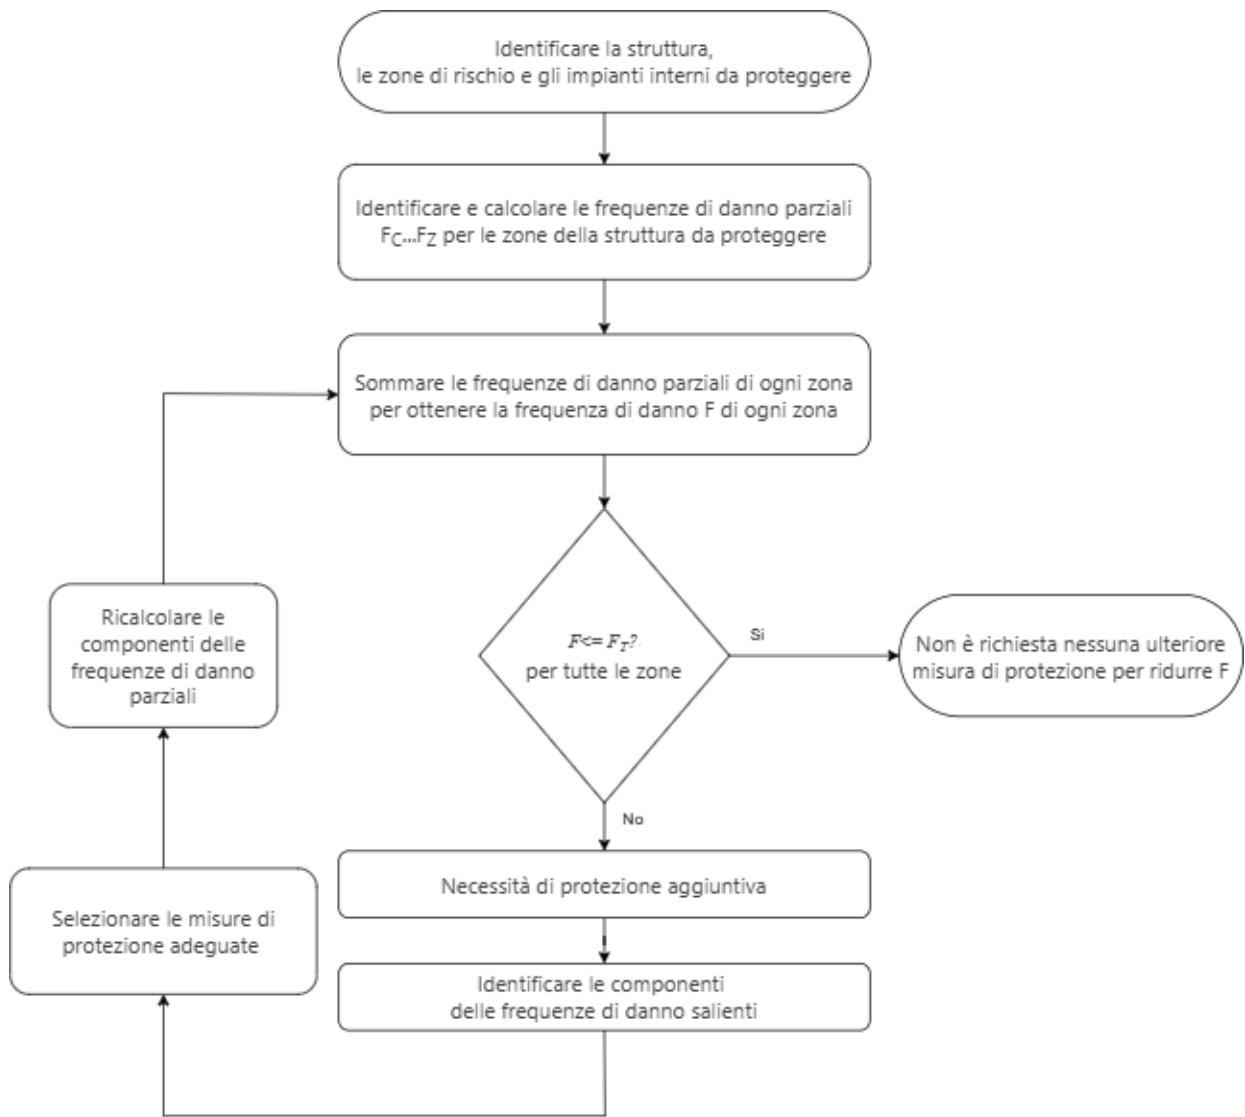 Identificare la struttura,
le zone di rischio e gli impianti interni da proteggere
Identificare e calcolare le frequenze di danno parziali
F_C...F_Z per le zone della struttura da proteggere
Sommare le frequenze di danno parziali di ogni zona
per ottenere la frequenza di danno F di ogni zona
F<= F_T?
per tutte le zone
Si
Non è richiesta nessuna ulteriore
misura di protezione per ridurre F
No
Necessità di protezione aggiuntiva
Identificare le componenti
delle frequenze di danno salienti
Selezionare le misure di
protezione adeguate
Ricalcolare le
componenti delle
frequenze di danno
parziali